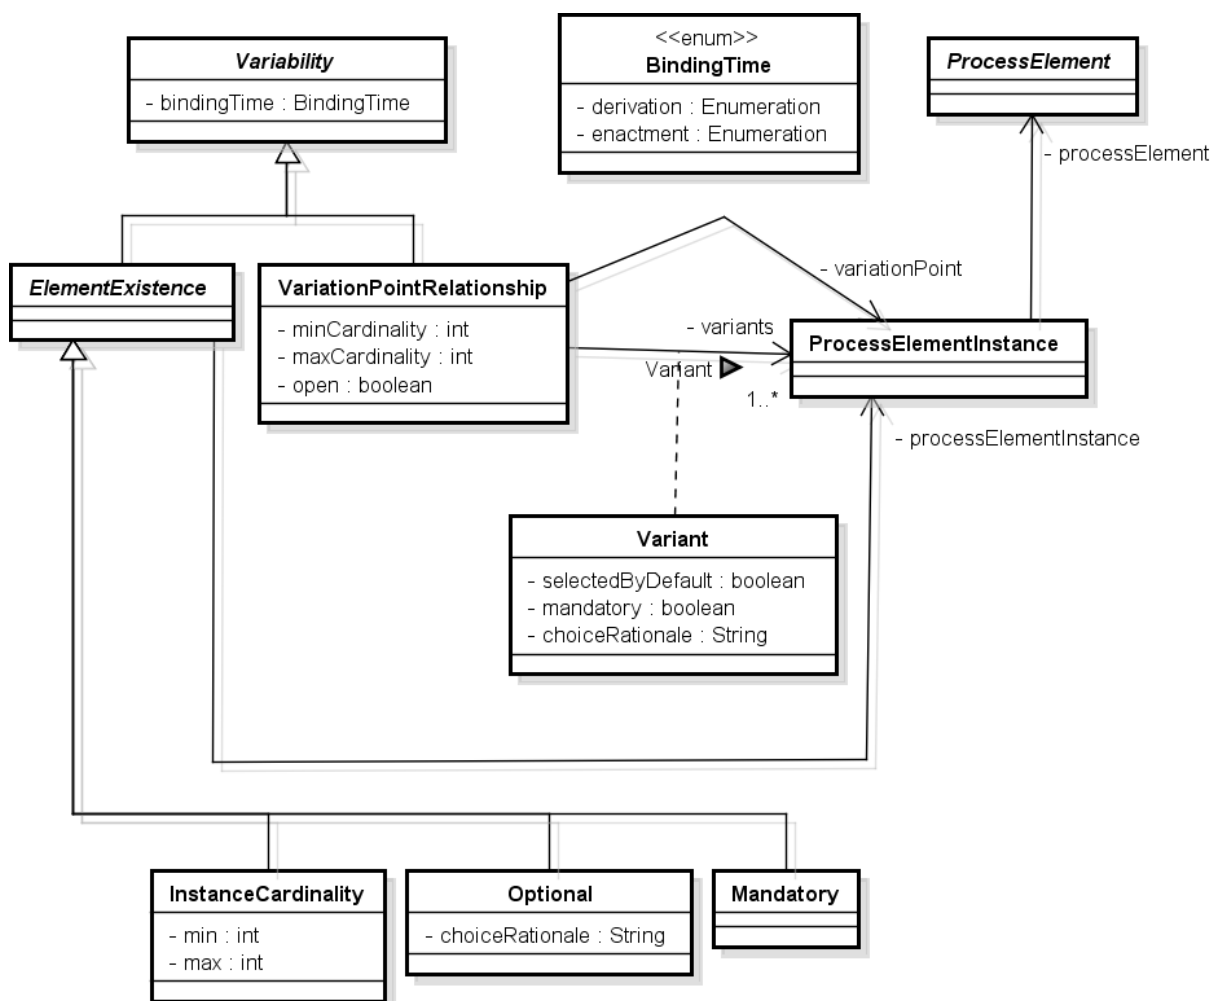 Variability
- bindingTime : BindingTime
<<enum>>
BindingTime
- derivation : Enumeration
- enactment : Enumeration
ProcessElement
- processElement
ElementExistence
VariationPointRelationship
- minCardinality : int
- maxCardinality : int
- open : boolean
- variationPoint
- variants
Variant
1..*
ProcessElementInstance
- processElementInstance
Variant
- selectedByDefault : boolean
- mandatory : boolean
- choiceRationale : String
InstanceCardinality
- min : int
- max : int
Optional
- choiceRationale : String
Mandatory